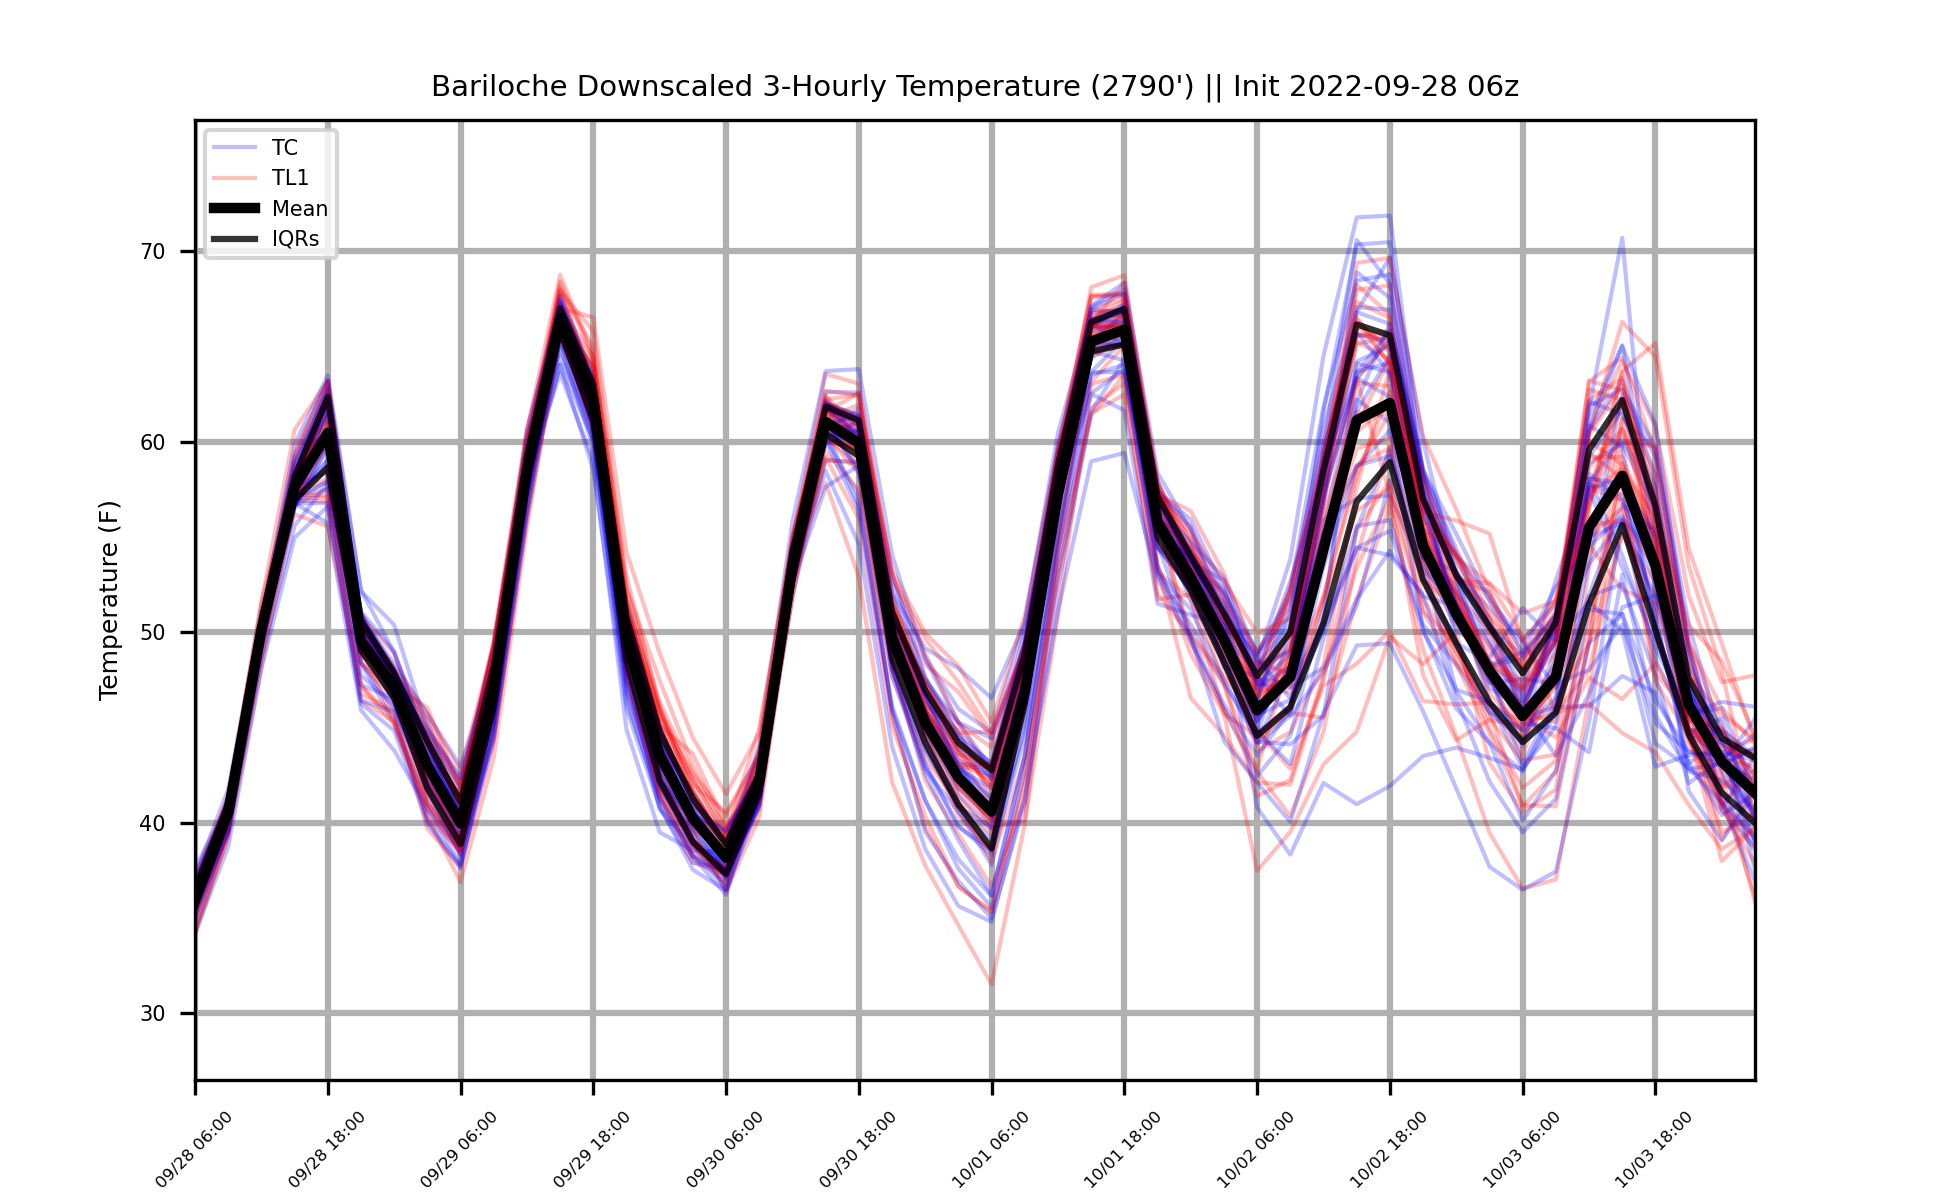 Bariloche Downscaled 3-Hourly Temperature (2790') || Init 2022-09-28 06z
TC
TL1
Mean
IQRs
Temperature (F)
70
60
50
40
30
09/28 06:00
09/28 18:00
09/29 06:00
09/29 18:00
09/30 06:00
09/30 18:00
10/01 06:00
10/01 18:00
10/02 06:00
10/02 18:00
10/03 06:00
10/03 18:00